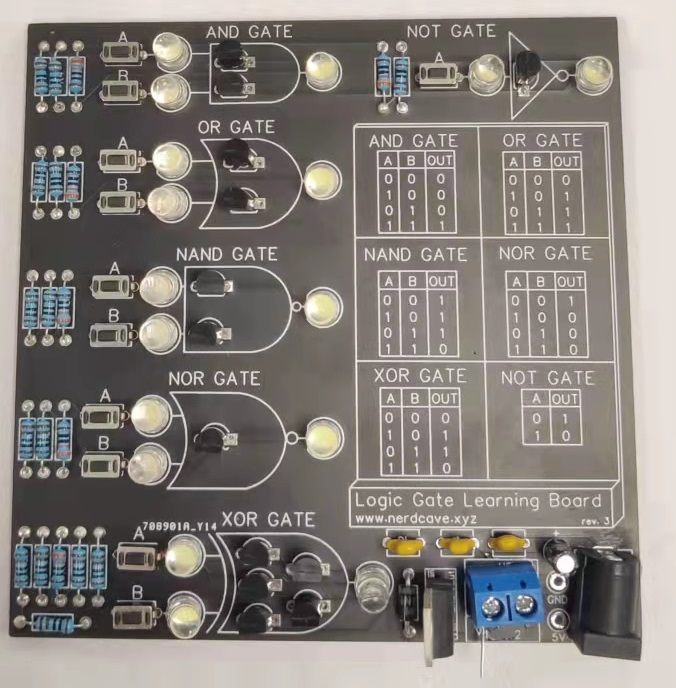 AND GATE
A
B
NOT GATE
A
OR GATE
A
B
NAND GATE
A
B
NOR GATE
A
B
708901A_Y14
XOR GATE
A
B
AND GATE
A B OUT
0 0 0
1 0 0
0 1 0
1 1 1
OR GATE
A B OUT
0 0 0
1 0 1
0 1 1
1 1 1
NAND GATE
A B OUT
0 0 1
0 1 1
1 0 1
1 1 0
NOR GATE
A B OUT
0 0 1
0 1 0
1 0 0
1 1 0
XOR GATE
A B OUT
0 0 0
0 1 1
1 0 1
1 1 0
NOT GATE
A OUT
0 1
1 0
Logic Gate Learning Board
www.nerdcave.xyz rev. 3
GND
5V